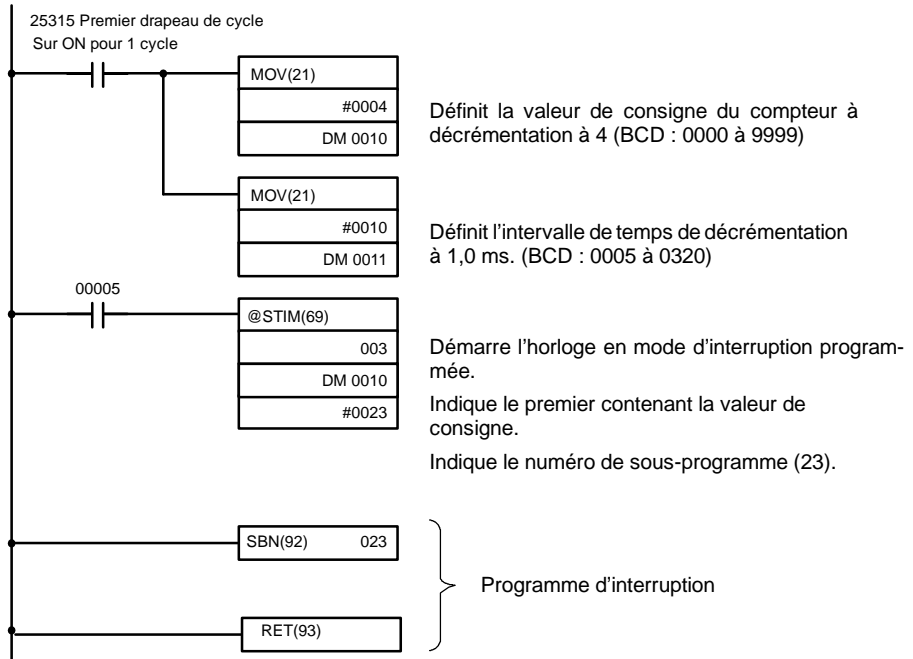 25315 Premier drapeau de cycle
Sur ON pour 1 cycle
MOV(21)
#0004
DM 0010
Définit la valeur de consigne du compteur à
décrémentation à 4 (BCD : 0000 à 9999)
MOV(21)
#0010
DM 0011
Définit l'intervalle de temps de décrémentation
à 1,0 ms. (BCD : 0005 à 0320)
00005
@STIM(69)
003
DM 0010
#0023
Démarre l'horloge en mode d'interruption program-
mée.
Indique le premier contenant la valeur de
consigne.
Indique le numéro de sous-programme (23).
SBN(92) 023
Programme d'interruption
RET(93)